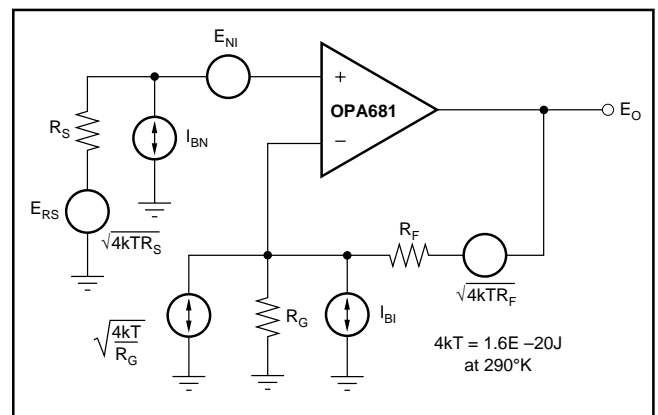 E_NI
+
OPA681
−
E_O
R_S
I_BN
E_RS
√4kTR_S
R_F
√4kTR_F
√4kT/R_G
R_G
I_BI
4kT = 1.6E –20J
at 290°K